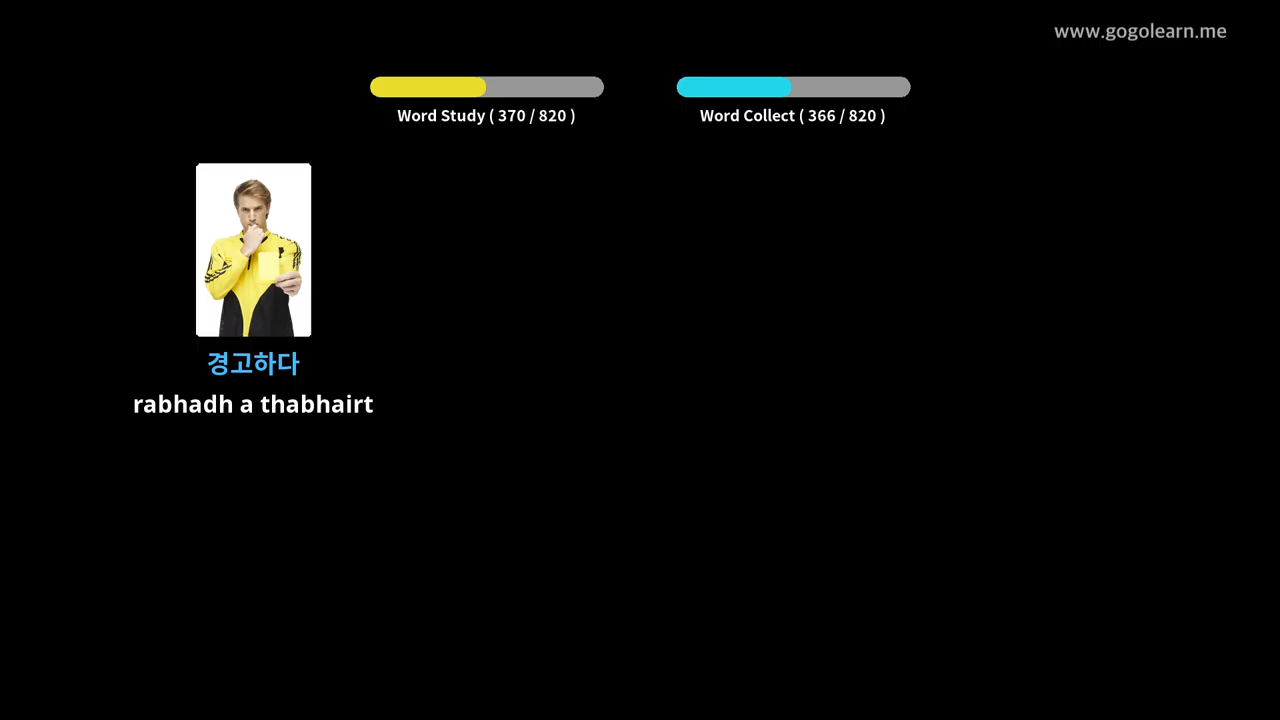 www.gogolearn.me
Word Study ( 370 / 820 )
Word Collect ( 366 / 820 )
경고하다
rabhadh a thabhairt